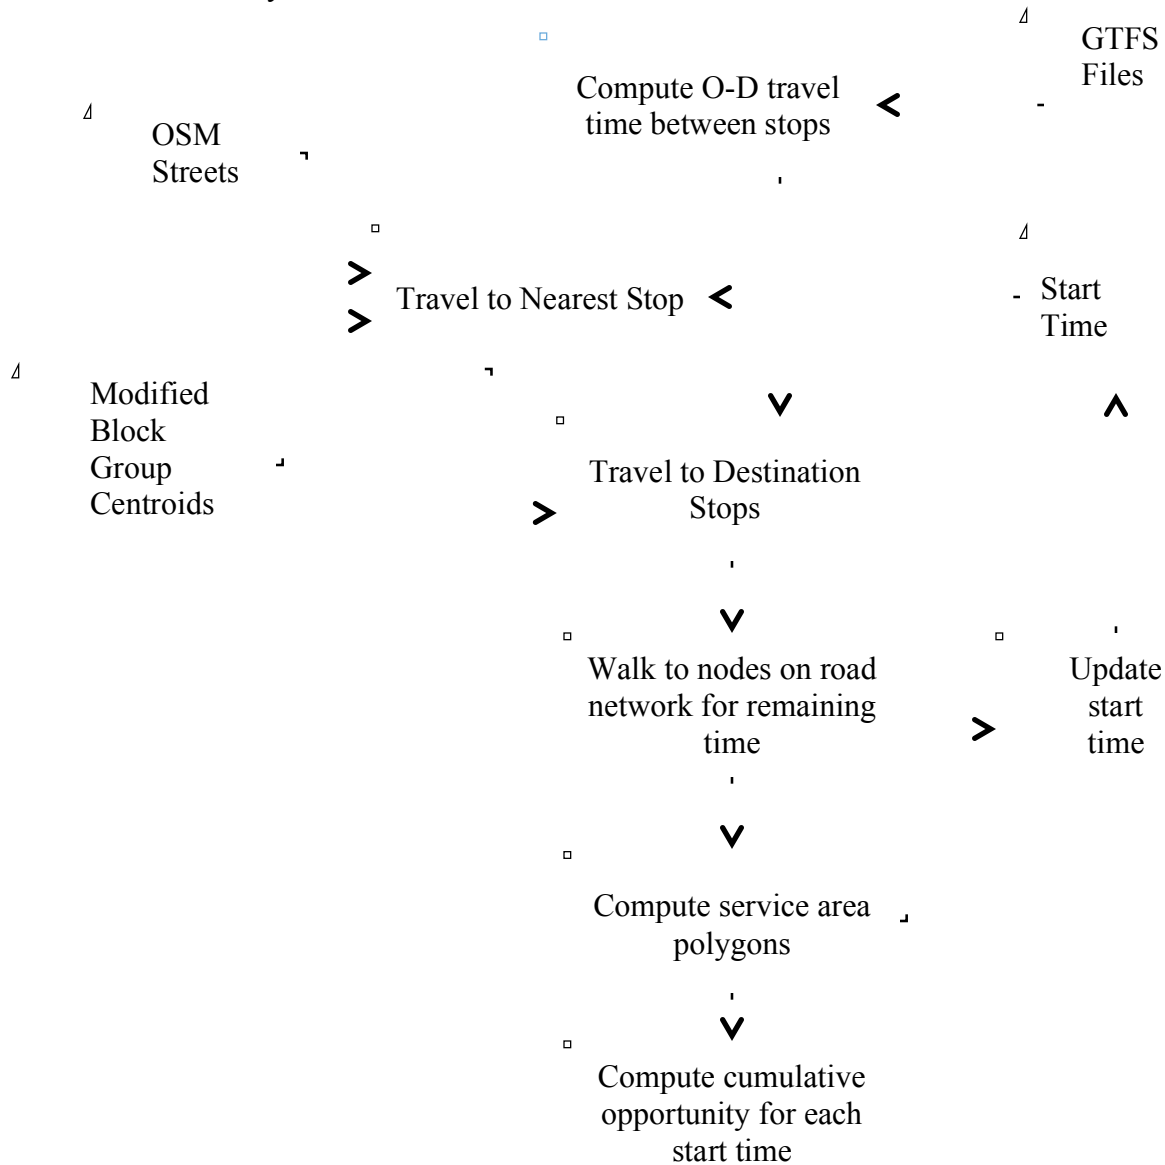 GTFS
Files
Compute O-D travel
time between stops
OSM
Streets
Travel to Nearest Stop
Start
Time
Modified
Block
Group
Centroids
Travel to Destination
Stops
Walk to nodes on road
network for remaining
time
Update
start
time
Compute service area
polygons
Compute cumulative
opportunity for each
start time